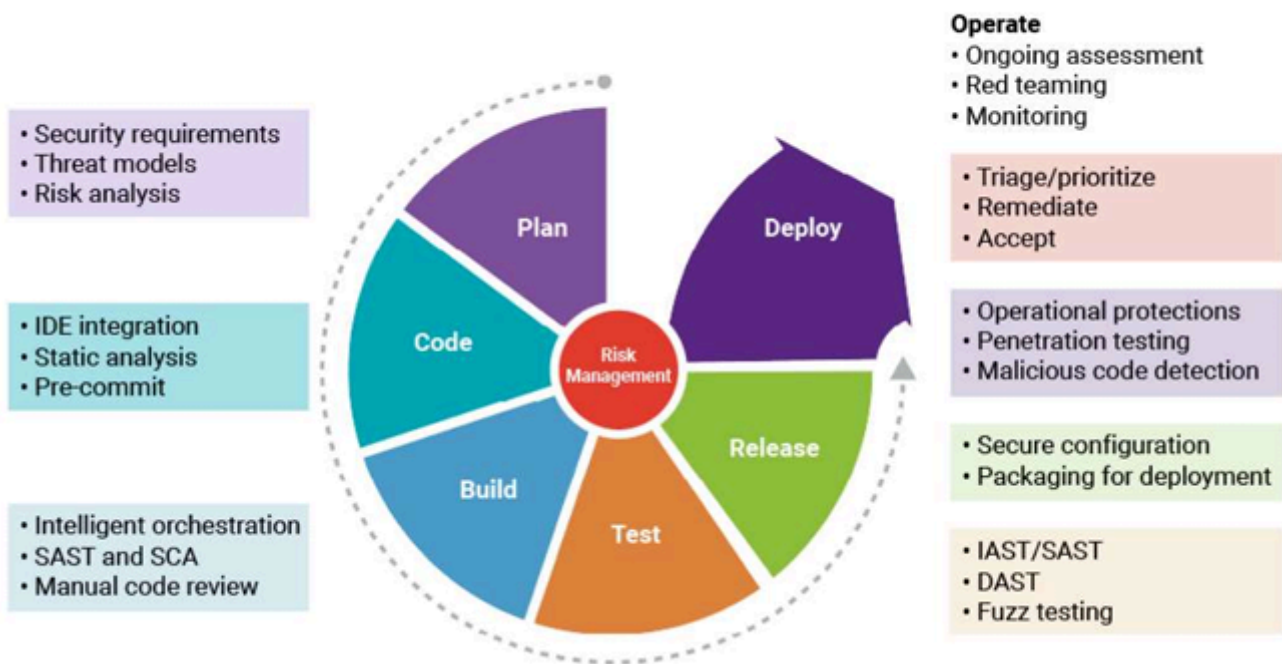 Operate
• Ongoing assessment
• Red teaming
• Monitoring
• Security requirements
• Threat models
• Risk analysis
• Triage/prioritize
• Remediate
• Accept
Plan
Deploy
• IDE integration
• Static analysis
• Pre-commit
Code
Risk
Management
• Operational protections
• Penetration testing
• Malicious code detection
Release
• Secure configuration
• Packaging for deployment
Build
Test
• Intelligent orchestration
• SAST and SCA
• Manual code review
• IAST/SAST
• DAST
• Fuzz testing